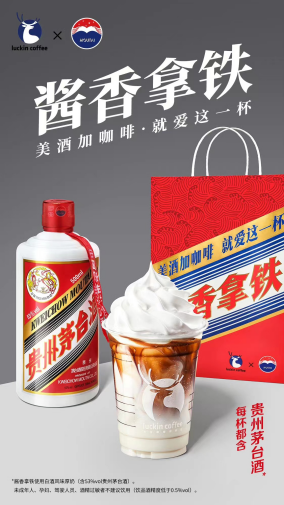 luckin coffee ×
酱香拿铁
美酒加咖啡·就爱这一杯
美酒加咖啡 就爱这一杯
香拿铁
KWEICHOW MOUTAI
贵州茅台酒
luckin coffee
贵州茅台酒*
每杯都含
*酱香拿铁使用白酒风味厚奶（含53%vol贵州茅台酒）。
未成年人、孕妇、驾驶人员、酒精过敏者不建议饮用（饮品酒精度低于0.5%vol）。